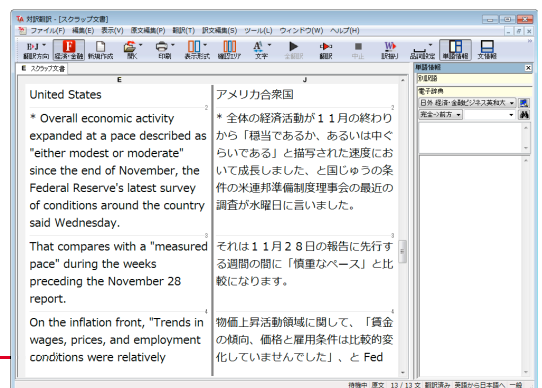 対訳翻訳 - [スクラップ文書]
ファイル(F) 編集(E) 表示(V) 原文編集(P) 翻訳(T) 訳文編集(S) ツール(L) ウィンドウ(W) ヘルプ(H)
翻訳方向 経済・金融 新規作成 開く 印刷 表示形式 確認エリア 文字 全翻訳 翻訳 中止 訳振り 品詞設定 単語情報 文情報
E スクラップ文書
単語情報
E J
別訳語
電子辞書
日外 経済・金融ビジネス英和大
完全->前方
United States
アメリカ合衆国
2 2
* Overall economic activity
expanded at a pace described as
"either modest or moderate"
since the end of November, the
Federal Reserve's latest survey
of conditions around the country
said Wednesday.
* 全体の経済活動が１１月の終わり
から「穏当であるか、あるいは中ぐ
らいである」と描写された速度にお
いて成長しました、と国じゅうの条
件の米連邦準備制度理事会の最近の
調査が水曜日に言いました。
3 3
That compares with a "measured
pace" during the weeks
preceding the November 28
report.
それは１１月２８日の報告に先行す
る週間の間に「慎重なペース」と比
較になります。
4 4
On the inflation front, "Trends in
wages, prices, and employment
conditions were relatively
物価上昇活動領域に関して、「賃金
の傾向、価格と雇用条件は比較的変
化していませんでした」、と Fed
待機中 原文 13 / 13 文 翻訳済み 英語から日本語へ 一般